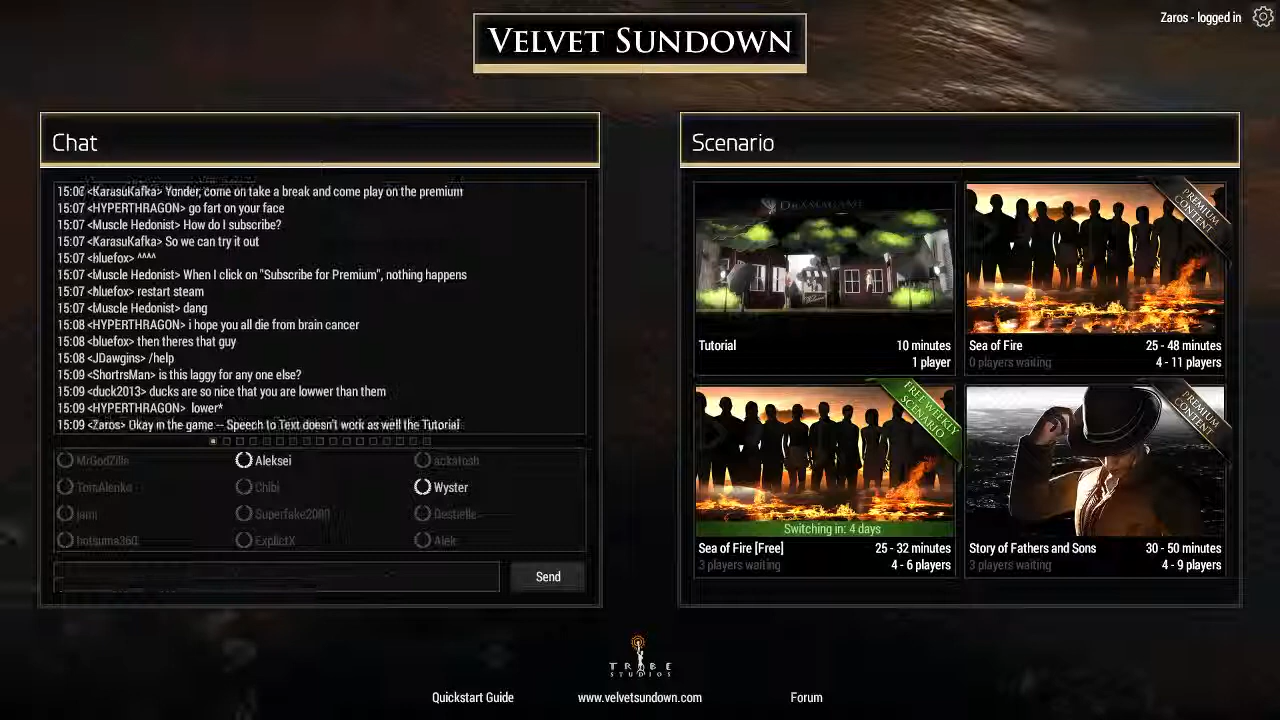 Zaros - logged in
VELVET SUNDOWN
Chat
15:06 <KarasuKafka> Yonder, come on take a break and come play on the premium
15:07 <HYPERTHRAGON> go fart on your face
15:07 <Muscle Hedonist> How do I subscribe?
15:07 <KarasuKafka> So we can try it out
15:07 <bluefox> ^^^^
15:07 <Muscle Hedonist> When I click on "Subscribe for Premium", nothing happens
15:07 <bluefox> restart steam
15:07 <Muscle Hedonist> dang
15:08 <HYPERTHRAGON> i hope you all die from brain cancer
15:08 <bluefox> then theres that guy
15:08 <JDawgins> /help
15:09 <ShortrsMan> is this laggy for any one else?
15:09 <duck2013> ducks are so nice that you are lowwer than them
15:09 <HYPERTHRAGON> lower*
15:09 <Zaros> Okay in the game -- Speech to Text doesn't work as well the Tutorial
MrGodZilla Aleksei ackatosh
TomAlenko Chibi Wyster
jami Superfake2000 Destielle
hotsuma360 ExplictX Alek
Send
Scenario
DRAMAGAME
Tutorial 10 minutes
1 player
PREMIUM CONTENT
Sea of Fire 25 - 48 minutes
0 players waiting 4 - 11 players
FREE WEEKLY SCENARIO
Switching in: 4 days
Sea of Fire [Free] 25 - 32 minutes
3 players waiting 4 - 6 players
PREMIUM CONTENT
Story of Fathers and Sons 30 - 50 minutes
3 players waiting 4 - 9 players
TRIBE
STUDIOS
Quickstart Guide www.velvetsundown.com Forum